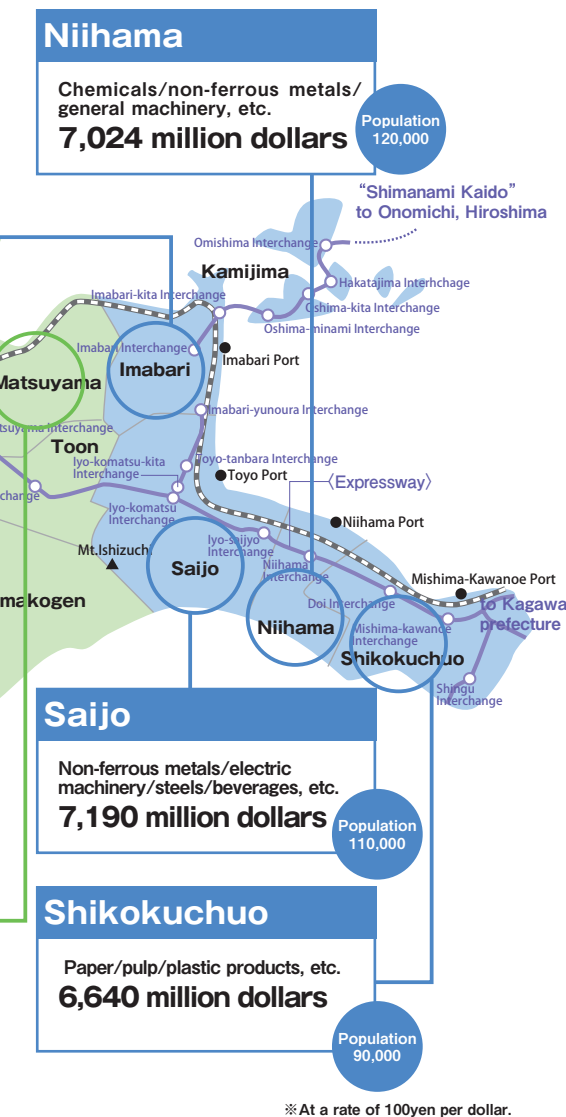 Niihama
Chemicals/non-ferrous metals/
general machinery, etc.
7,024 million dollars
Population
120,000
“Shimanami Kaido”
to Onomichi, Hiroshima
Omishima Interchange
Kamijima
Hakatajima Interhchage
Imabari-kita Interchange
Oshima-kita Interchange
Oshima-minami Interchange
Imabari Interchange
Imabari Port
Imabari
Matsuyama
Imabari-yunoura Interchange
Interchange
Toon
Iyo-komatsu-kita
Interchange
Toyo-tanbara Interchange
Toyo Port
〈Expressway〉
Iyo-komatsu
Interchange
Niihama Port
Iyo-saijyo
Interchange
Mt.Ishizuchi
Saijo
Niihama
Interchange
Mishima-Kawanoe Port
Doi Interchange
to Kagawa
prefecture
Niihama
Mishima-kawanoe
Interchange
Shikokuchuo
Shingu
Interchange
Saijo
Non-ferrous metals/electric
machinery/steels/beverages, etc.
7,190 million dollars
Population
110,000
Shikokuchuo
Paper/pulp/plastic products, etc.
6,640 million dollars
Population
90,000
※At a rate of 100yen per dollar.